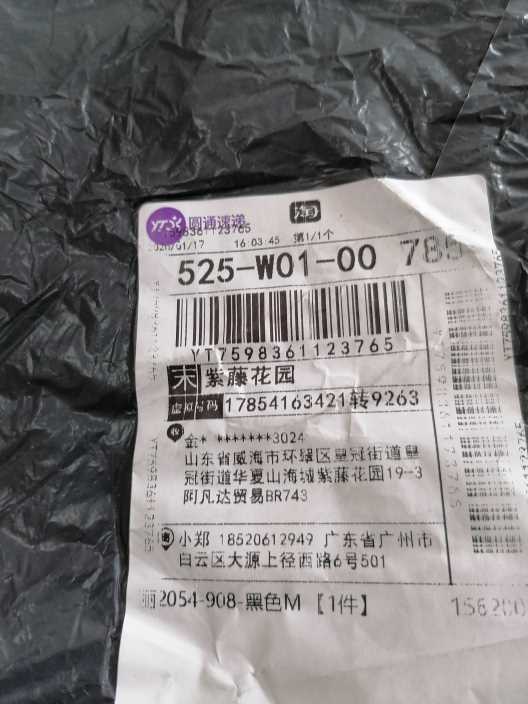 YTO
圆通速递
淘
YT7598361123765
16:03:45 第1/1个
525-W01-00 785
YT7598361123765
末 紫藤花园
虚拟号码 17854163421转9263
收
金* *******3024
山东省威海市环翠区皇冠街道皇
冠街道华夏山海城紫藤花园19-3
阿凡达贸易BR743
小郑 18520612949 广东省广州市
白云区大源上径西路6号501
2054-908-黑色M 【1件】
YT7598361123765
YT7598361123765